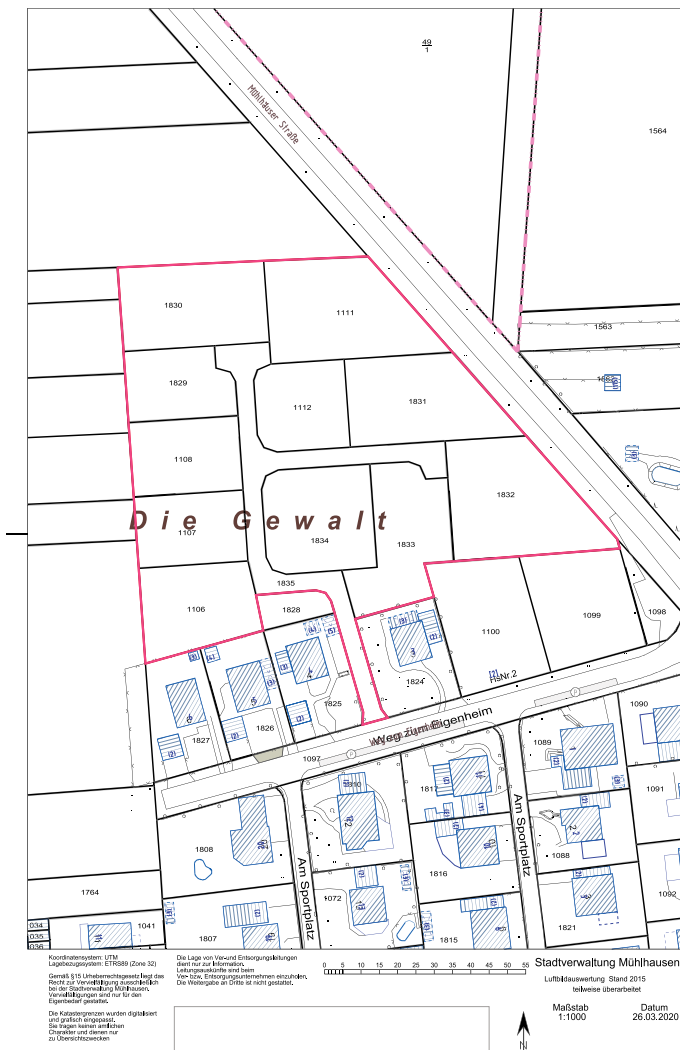 49
1
1564
Mühlhäuser Straße
1830
1111
1563
1829
1112
1831
1108
1832
Die Gewalt
1107
1834
1833
1835
1106
1828
1100
1099
1098
1824
HsNr.2
1825
1826
1827
Weg zum Eigenheim
1097
1090
1089
1817
1810
1091
Am Sportplatz
1808
1816
1088
1764
Am Sportplatz
1072
1092
034
035
036
1041
1807
1815
1821
Koordinatensystem: UTM
Lagebezugssystem: ETRS89 (Zone 32)
Gemäß §15 Urheberrechtsgesetz liegt das
Recht zur Vervielfältigung ausschließlich
bei der Stadtverwaltung Mühlhausen.
Vervielfältigungen sind nur für den
Eigenbedarf gestattet.
Die Katastergrenzen wurden digitalisiert
und grafisch eingepasst.
Sie tragen keinen amtlichen
Charakter und dienen nur
zu Übersichtszwecken
Die Lage von Ver-und Entsorgungsleitungen
dient nur zur Information.
Leitungsauskünfte sind beim
Ver- bzw. Entsorgungsunternehmen einzuholen.
Die Weitergabe an Dritte ist nicht gestattet.
0 5 10 15 20 25 30 35 40 45 50 55
N
Stadtverwaltung Mühlhausen
Luftbildauswertung Stand 2015
teilweise überarbeitet
Maßstab Datum
1:1000 26.03.2020